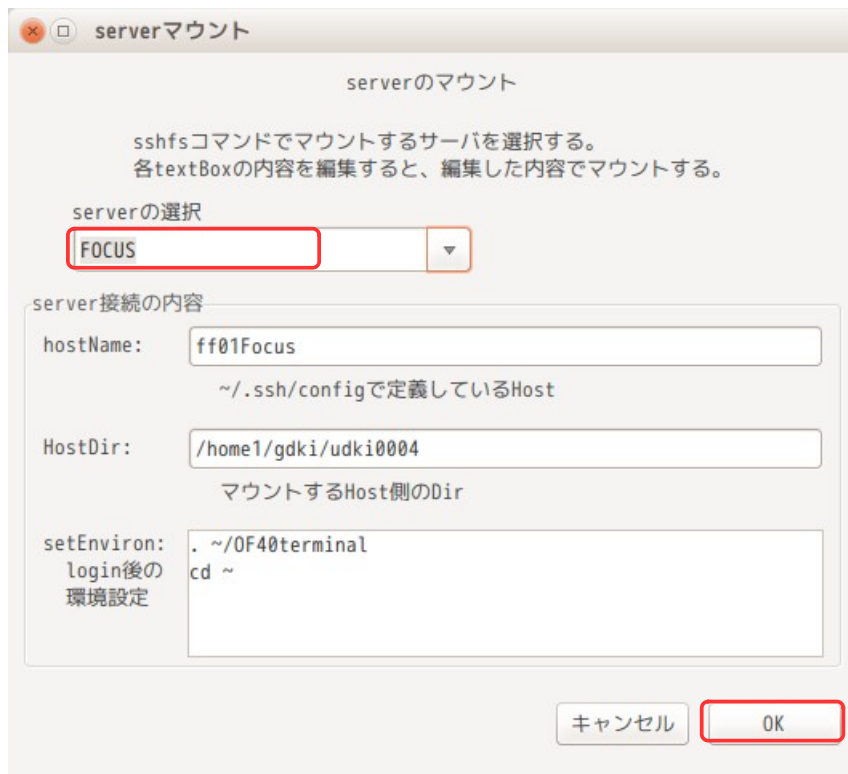 serverマウント
serverのマウント
sshfsコマンドでマウントするサーバを選択する。
各textBoxの内容を編集すると、編集した内容でマウントする。
serverの選択
FOCUS
server接続の内容
hostName:
ff01Focus
~/.ssh/configで定義しているHost
HostDir:
/home1/gdki/udki0004
マウントするHost側のDir
setEnviron:
login後の
環境設定
. ~/OF40terminal
cd ~
キャンセル
OK